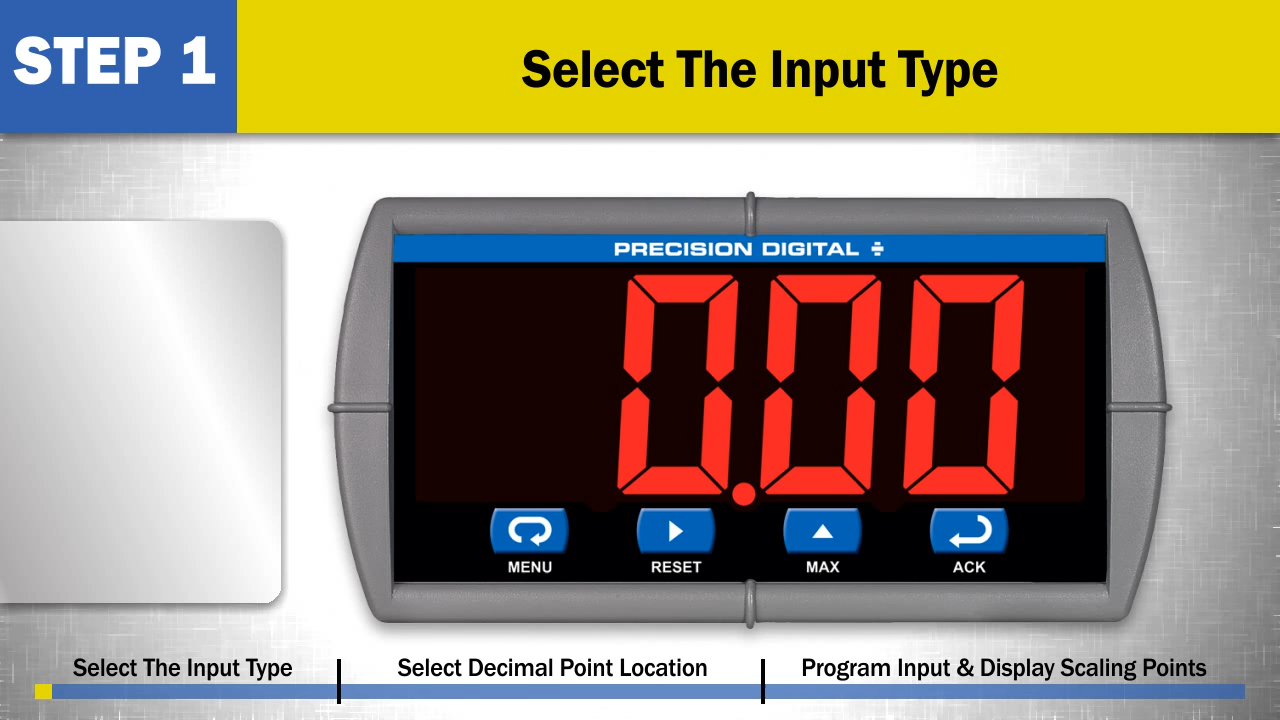 STEP 1
Select The Input Type
PRECISION DIGITAL
0.00
MENU RESET MAX ACK
Select The Input Type
Select Decimal Point Location
Program Input & Display Scaling Points